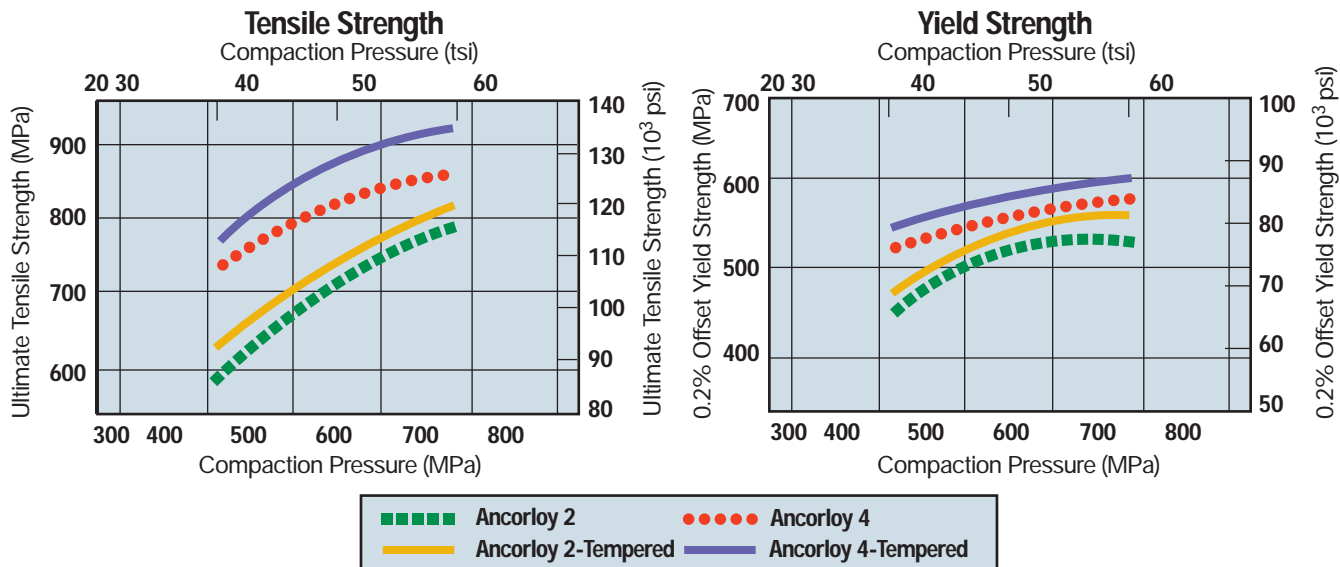 Tensile Strength
Compaction Pressure (tsi)
20 30 40 50 60
Ultimate Tensile Strength (MPa)
900
800
700
600
140
130
120
110
100
90
80
Ultimate Tensile Strength (10³ psi)
300 400 500 600 700 800
Compaction Pressure (MPa)
Yield Strength
Compaction Pressure (tsi)
20 30 40 50 60
0.2% Offset Yield Strength (MPa)
700
600
500
400
100
90
80
70
60
50
0.2% Offset Yield Strength (10³ psi)
300 400 500 600 700 800
Compaction Pressure (MPa)
Ancorloy 2 Ancorloy 4
Ancorloy 2-Tempered Ancorloy 4-Tempered